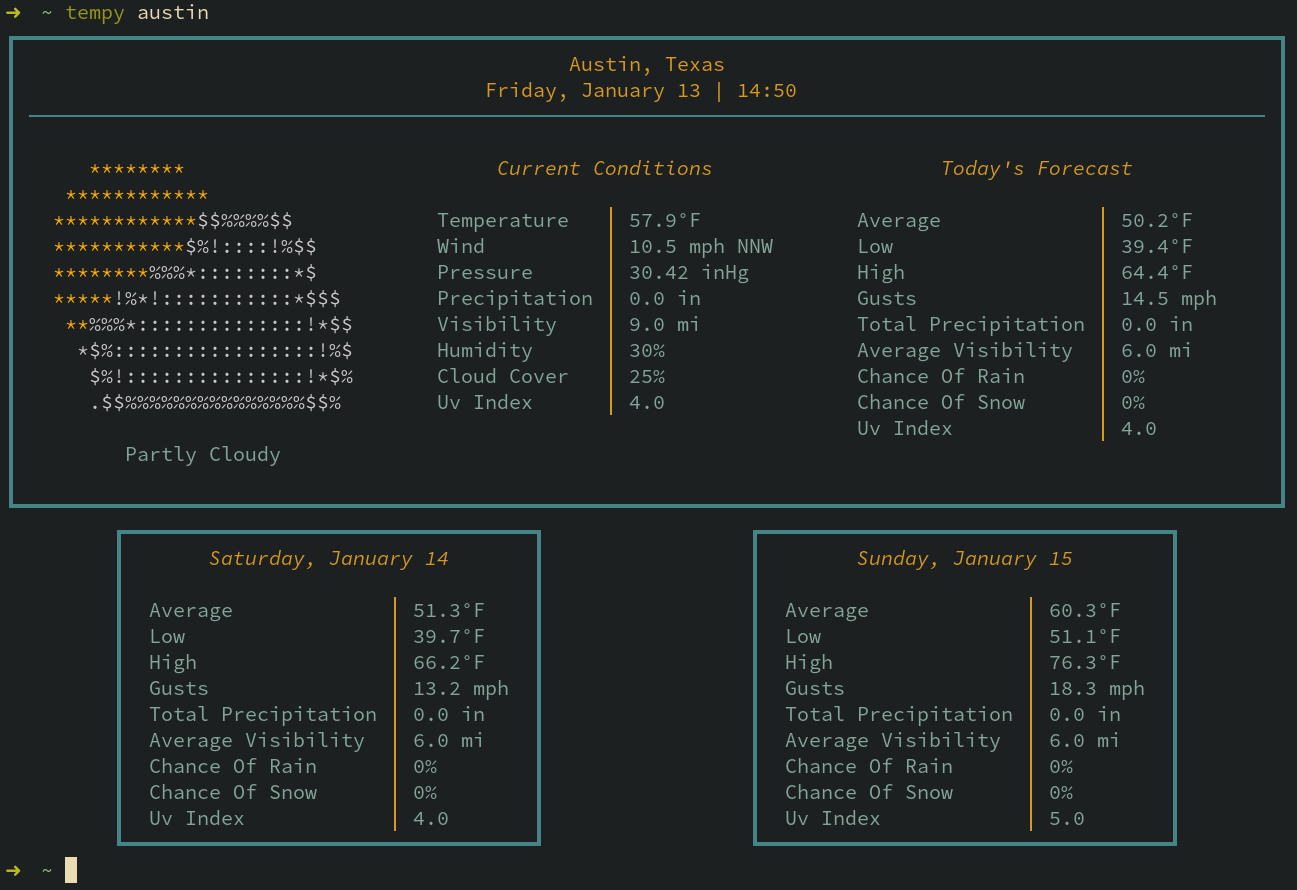 ➜  ~ tempy austin
Austin, Texas
Friday, January 13 | 14:50
Current Conditions
Temperature 57.9°F
Wind 10.5 mph NNW
Pressure 30.42 inHg
Precipitation 0.0 in
Visibility 9.0 mi
Humidity 30%
Cloud Cover 25%
Uv Index 4.0
Today's Forecast
Average 50.2°F
Low 39.4°F
High 64.4°F
Gusts 14.5 mph
Total Precipitation 0.0 in
Average Visibility 6.0 mi
Chance Of Rain 0%
Chance Of Snow 0%
Uv Index 4.0
   ********
 ************
************$$%%%%$$
***********$%!::::!%$$
********%%%*::::::::*$
*****!%*!:::::::::::*$$$
 **%%%*::::::::::::::!*$$
  *$%:::::::::::::::::!%$
   $%!:::::::::::::::!*$%
   .$$%%%%%%%%%%%%%%%$$%
Partly Cloudy
Saturday, January 14
Average 51.3°F
Low 39.7°F
High 66.2°F
Gusts 13.2 mph
Total Precipitation 0.0 in
Average Visibility 6.0 mi
Chance Of Rain 0%
Chance Of Snow 0%
Uv Index 4.0
Sunday, January 15
Average 60.3°F
Low 51.1°F
High 76.3°F
Gusts 18.3 mph
Total Precipitation 0.0 in
Average Visibility 6.0 mi
Chance Of Rain 0%
Chance Of Snow 0%
Uv Index 5.0
➜  ~